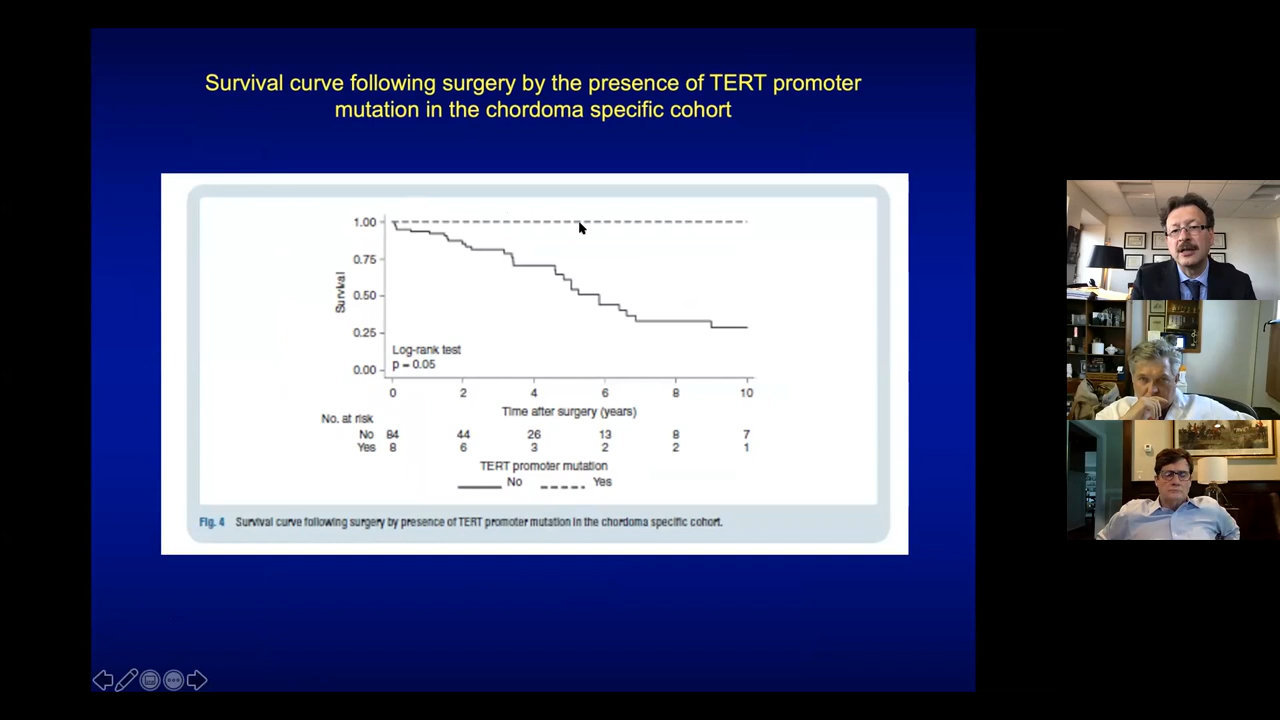 Survival curve following surgery by the presence of TERT promoter
mutation in the chordoma specific cohort
1.00
0.75
0.50
0.25
0.00
Survival
Log-rank test
p = 0.05
0 2 4 6 8 10
Time after surgery (years)
No. at risk
No 84 44 26 13 8 7
Yes 8 6 3 2 2 1
TERT promoter mutation
No Yes
Fig. 4 Survival curve following surgery by presence of TERT promoter mutation in the chordoma specific cohort.